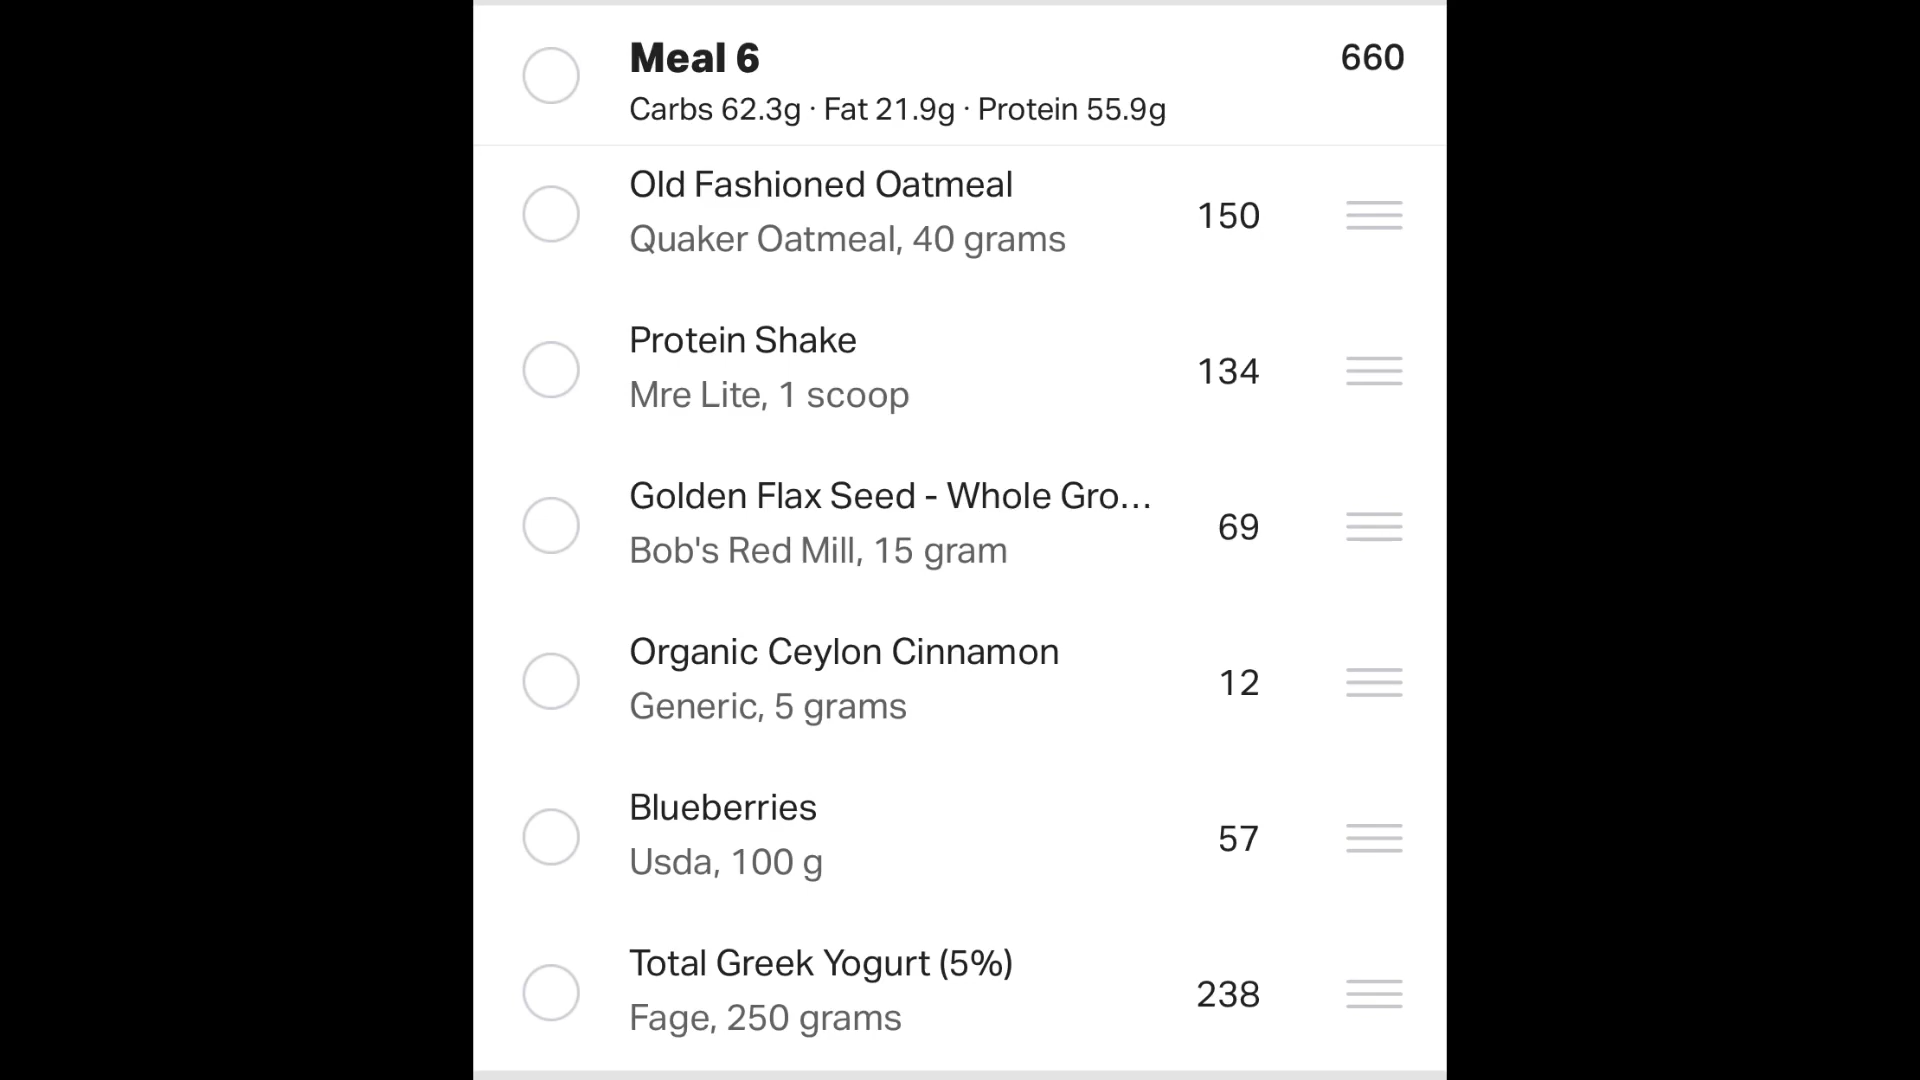 Meal 6
660
Carbs 62.3g · Fat 21.9g · Protein 55.9g
Old Fashioned Oatmeal
Quaker Oatmeal, 40 grams
150
Protein Shake
Mre Lite, 1 scoop
134
Golden Flax Seed - Whole Gro...
Bob's Red Mill, 15 gram
69
Organic Ceylon Cinnamon
Generic, 5 grams
12
Blueberries
Usda, 100 g
57
Total Greek Yogurt (5%)
Fage, 250 grams
238